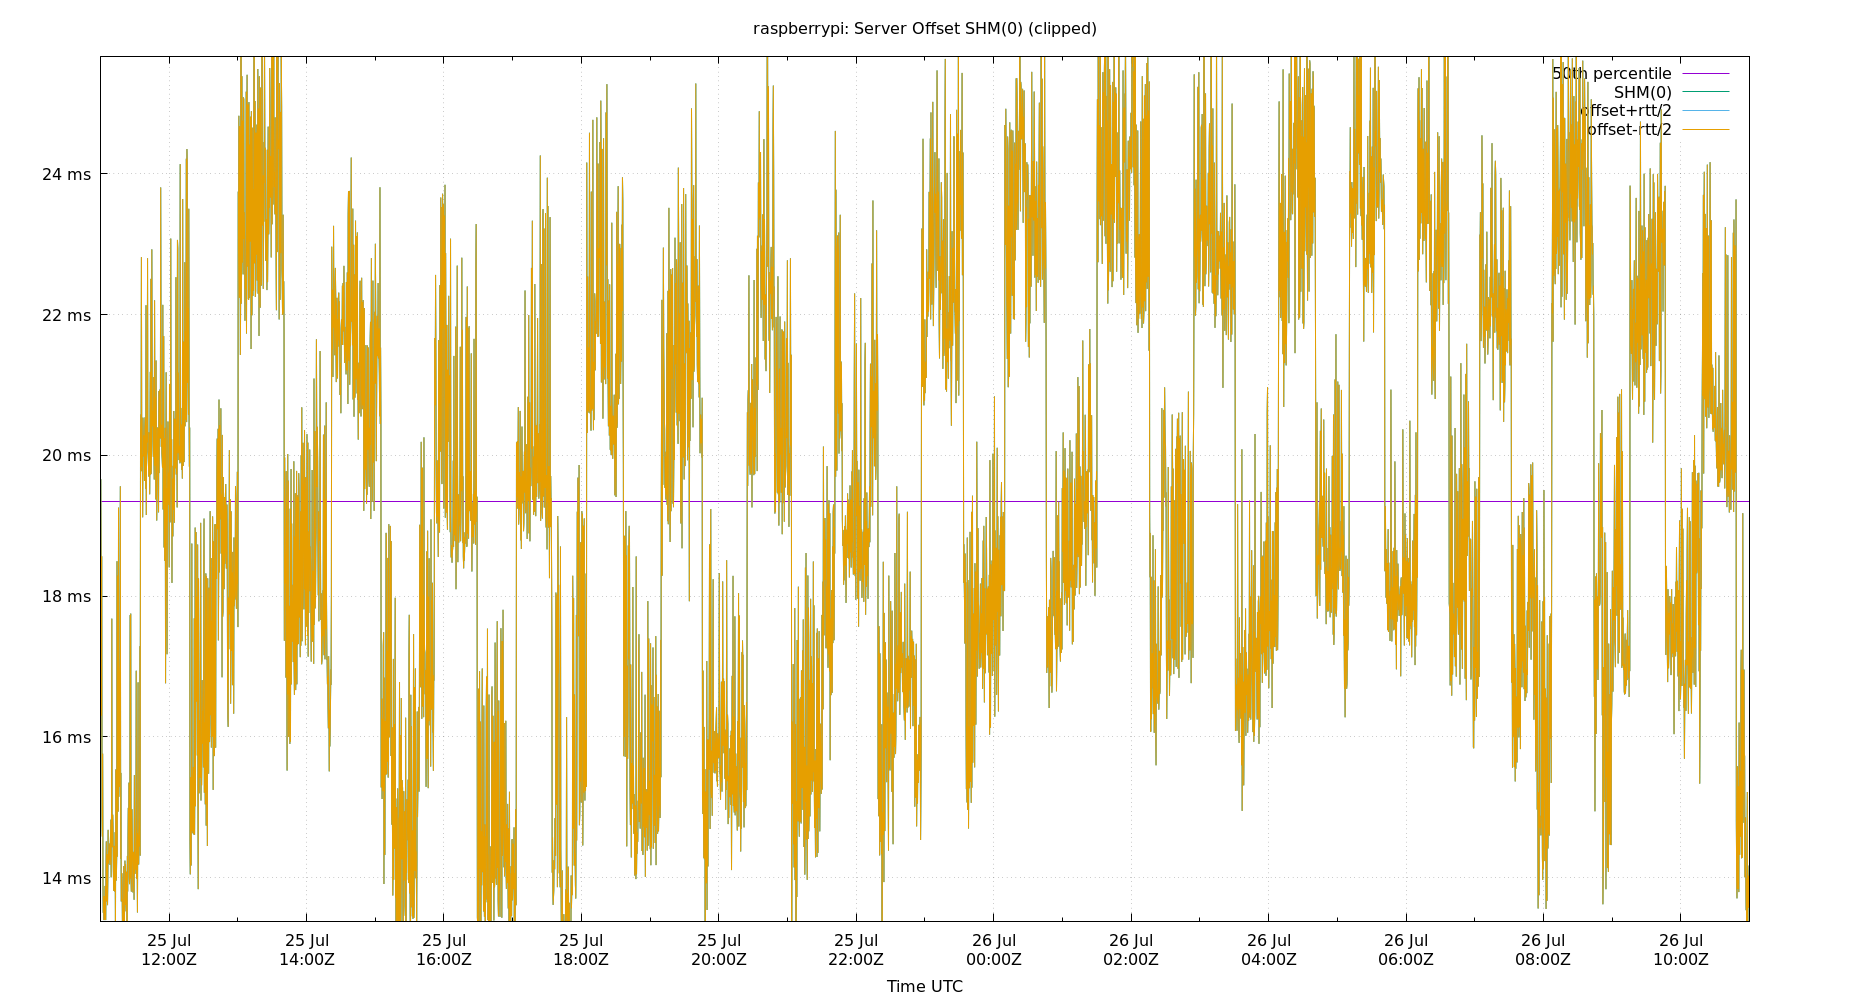 raspberrypi: Server Offset SHM(0) (clipped)
50th percentile
SHM(0)
offset+rtt/2
offset-rtt/2
24 ms
22 ms
20 ms
18 ms
16 ms
14 ms
25 Jul 25 Jul 25 Jul 25 Jul 25 Jul 25 Jul 26 Jul 26 Jul 26 Jul 26 Jul 26 Jul 26 Jul
12:00Z 14:00Z 16:00Z 18:00Z 20:00Z 22:00Z 00:00Z 02:00Z 04:00Z 06:00Z 08:00Z 10:00Z
Time UTC